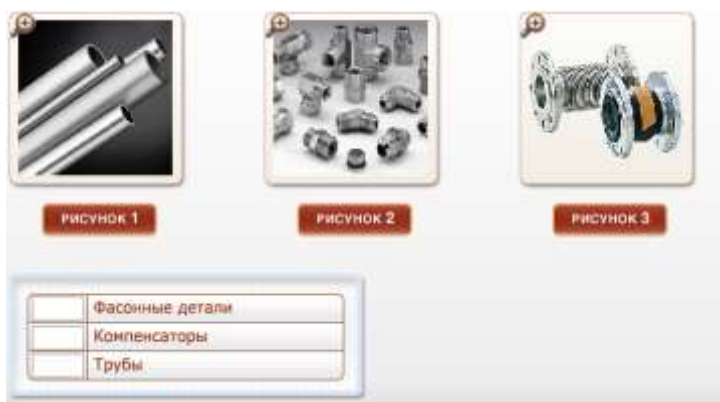 РИСУНОК 1
РИСУНОК 2
РИСУНОК 3
Фасонные детали
Компенсаторы
Трубы